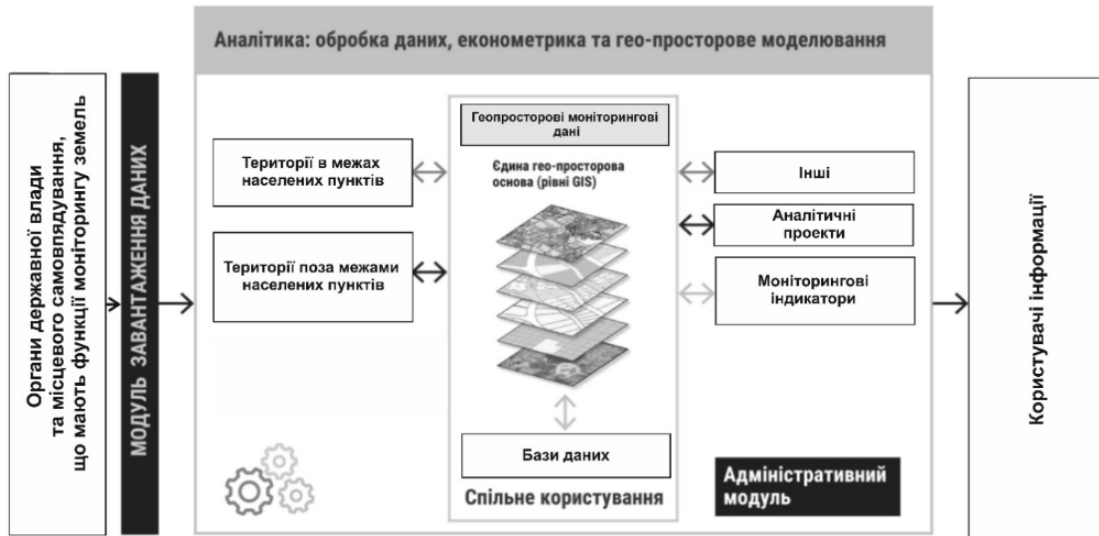 Аналітика: обробка даних, економетрика та гео-просторове моделювання
Органи державної влади
та місцевого самовпядування,
що мають функції моніторингу земель
МОДУЛЬ ЗАВАНТАЖЕННЯ ДАНИХ
Території в межах
населених пунктів
Території поза межами
населених пунктів
Геопросторові моніторингові
дані
Єдина гео-просторова
основа (рівні GIS)
Бази даних
Спільне користування
Інші
Аналітичні
проекти
Моніторингові
індикатори
Адміністративний
модуль
Користувачі інформації